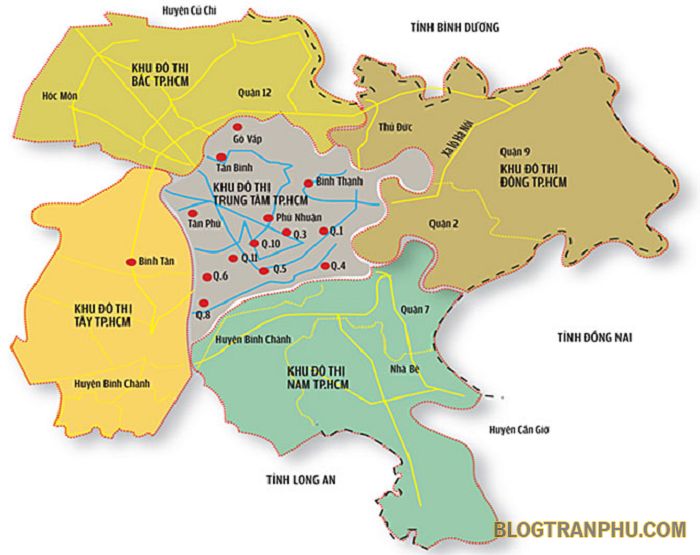 Huyện Củ Chi
TỈNH BÌNH DƯƠNG
KHU ĐÔ THỊ
BẮC TP.HCM
Hóc Môn
Quận 12
Thủ Đức
Xa lộ Hà Nội
Gò Vấp
Quận 9
KHU ĐÔ THỊ
ĐÔNG TP.HCM
Tân Bình
KHU ĐÔ THỊ
TRUNG TÂM TP.HCM
Bình Thạnh
Tân Phú
Phú Nhuận
Quận 2
Q.3
Q.1
Q.10
Q.11
Bình Tân
Q.6
Q.5
Q.4
Q.8
KHU ĐÔ THỊ
TÂY TP.HCM
Quận 7
Huyện Bình Chánh
TỈNH ĐỒNG NAI
KHU ĐÔ THỊ
NAM TP.HCM
Nhà Bè
Huyện Bình Chánh
Huyện Cần Giờ
TỈNH LONG AN
BLOGTRANPHU.COM